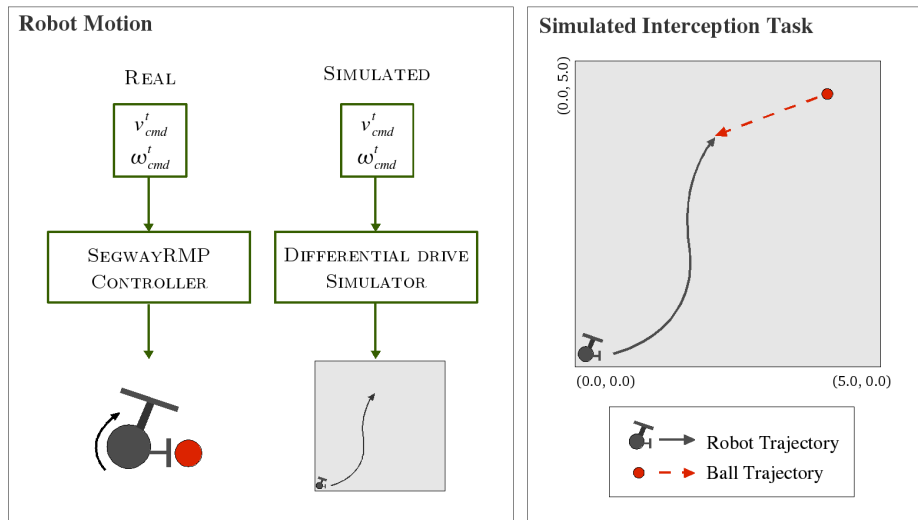 Robot Motion
REAL
SIMULATED
v^t_cmd
ω^t_cmd
v^t_cmd
ω^t_cmd
SEGWAYRMP
CONTROLLER
DIFFERENTIAL DRIVE
SIMULATOR
Simulated Interception Task
(0.0, 5.0)
(0.0, 0.0)
(5.0, 0.0)
Robot Trajectory
Ball Trajectory